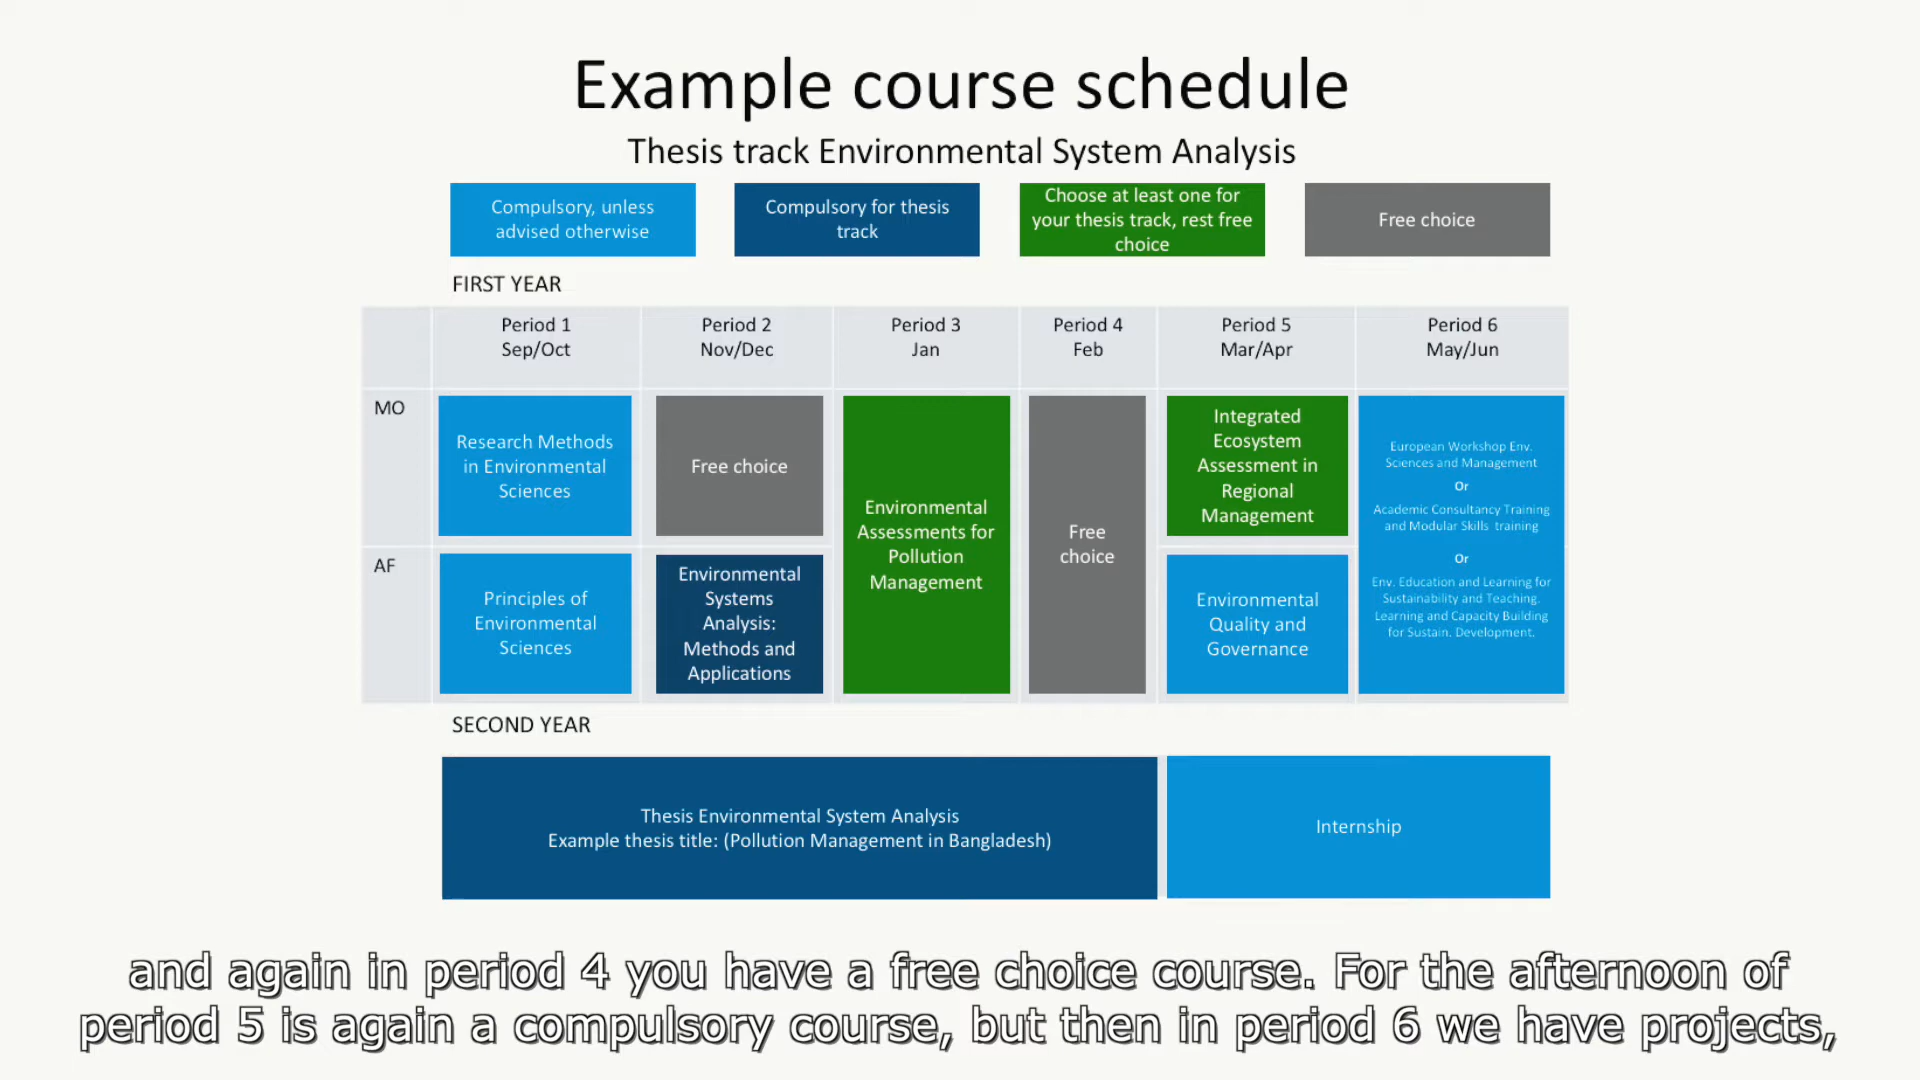 Example course schedule
Thesis track Environmental System Analysis
Compulsory, unless
advised otherwise
Compulsory for thesis
track
Choose at least one for
your thesis track, rest free
choice
Free choice
FIRST YEAR
Period 1
Sep/Oct
Period 2
Nov/Dec
Period 3
Jan
Period 4
Feb
Period 5
Mar/Apr
Period 6
May/Jun
MO
Research Methods
in Environmental
Sciences
Free choice
Environmental
Assessments for
Pollution
Management
Free
choice
Integrated
Ecosystem
Assessment in
Regional
Management
European Workshop Env.
Sciences and Management
Or
Academic Consultancy Training
and Modular Skills training
Or
Env. Education and Learning for
Sustainability and Teaching.
Learning and Capacity Building
for Sustain. Development.
AF
Principles of
Environmental
Sciences
Environmental
Systems
Analysis:
Methods and
Applications
Environmental
Quality and
Governance
SECOND YEAR
Thesis Environmental System Analysis
Example thesis title: (Pollution Management in Bangladesh)
Internship
and again in period 4 you have a free choice course. For the afternoon of
period 5 is again a compulsory course, but then in period 6 we have projects,